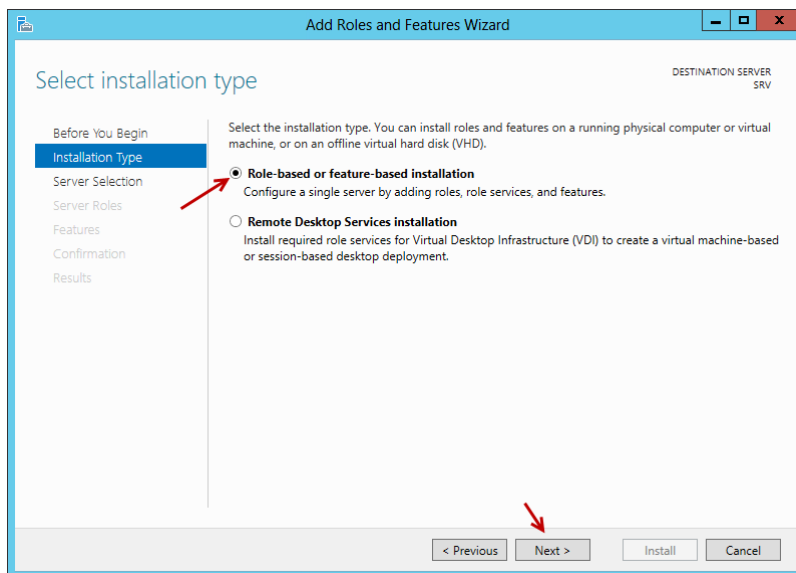 Add Roles and Features Wizard
Select installation type
DESTINATION SERVER
SRV
Before You Begin
Installation Type
Server Selection
Server Roles
Features
Confirmation
Results
Select the installation type. You can install roles and features on a running physical computer or virtual
machine, or on an offline virtual hard disk (VHD).
Role-based or feature-based installation
Configure a single server by adding roles, role services, and features.
Remote Desktop Services installation
Install required role services for Virtual Desktop Infrastructure (VDI) to create a virtual machine-based
or session-based desktop deployment.
< Previous Next > Install Cancel